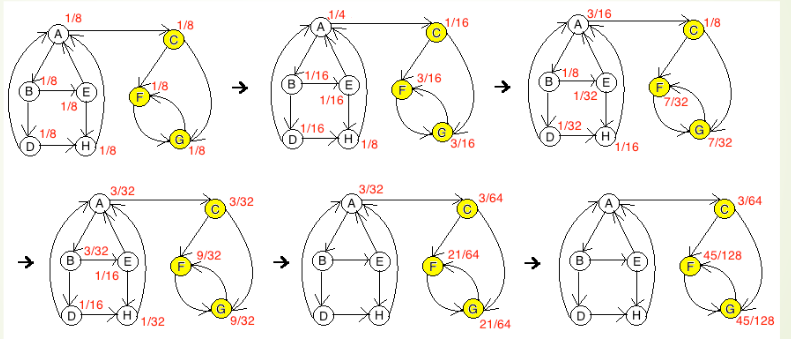 1/8
A
1/8
C
B 1/8 E
1/8
1/8
F
1/8
G
1/8
D H
1/8
1/4
A
1/16
C
B 1/16 E
1/16
3/16
F
1/16
G
3/16
D H
1/8
3/16
A
1/8
C
B 1/8 E
1/32
F
7/32
1/32
G
7/32
D H
1/16
3/32
A
3/32
C
B 3/32 E
1/16
F 9/32
1/16
G
9/32
D H
1/32
3/32
A
3/64
C
B E
21/64
F
G
21/64
D H
A
3/64
C
B E
45/128
F
G
45/128
D H